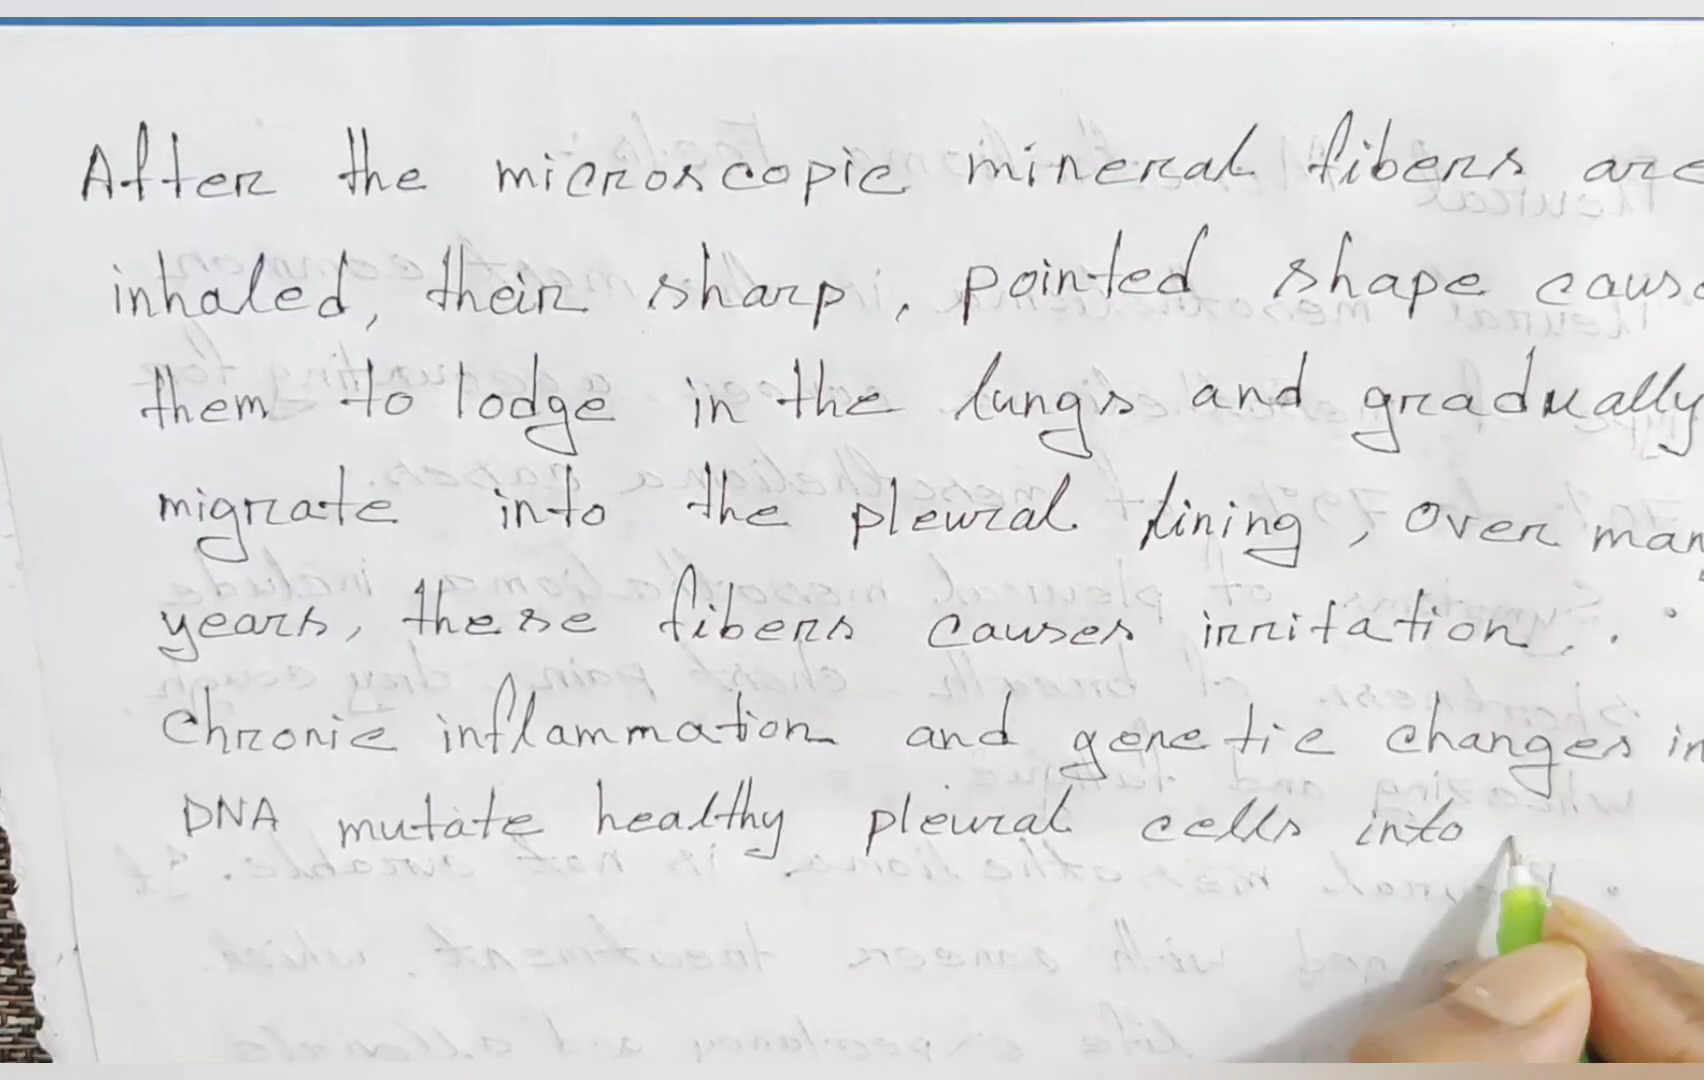 After the microscopic mineral fibers are
inhaled, their sharp, pointed shape caus
them to lodge in the lungs and gradually
migrate into the pleural lining, over man
years, these fibers causes irritation,
Chronic inflammation and genetic changes in
DNA mutate healthy pleural cells into